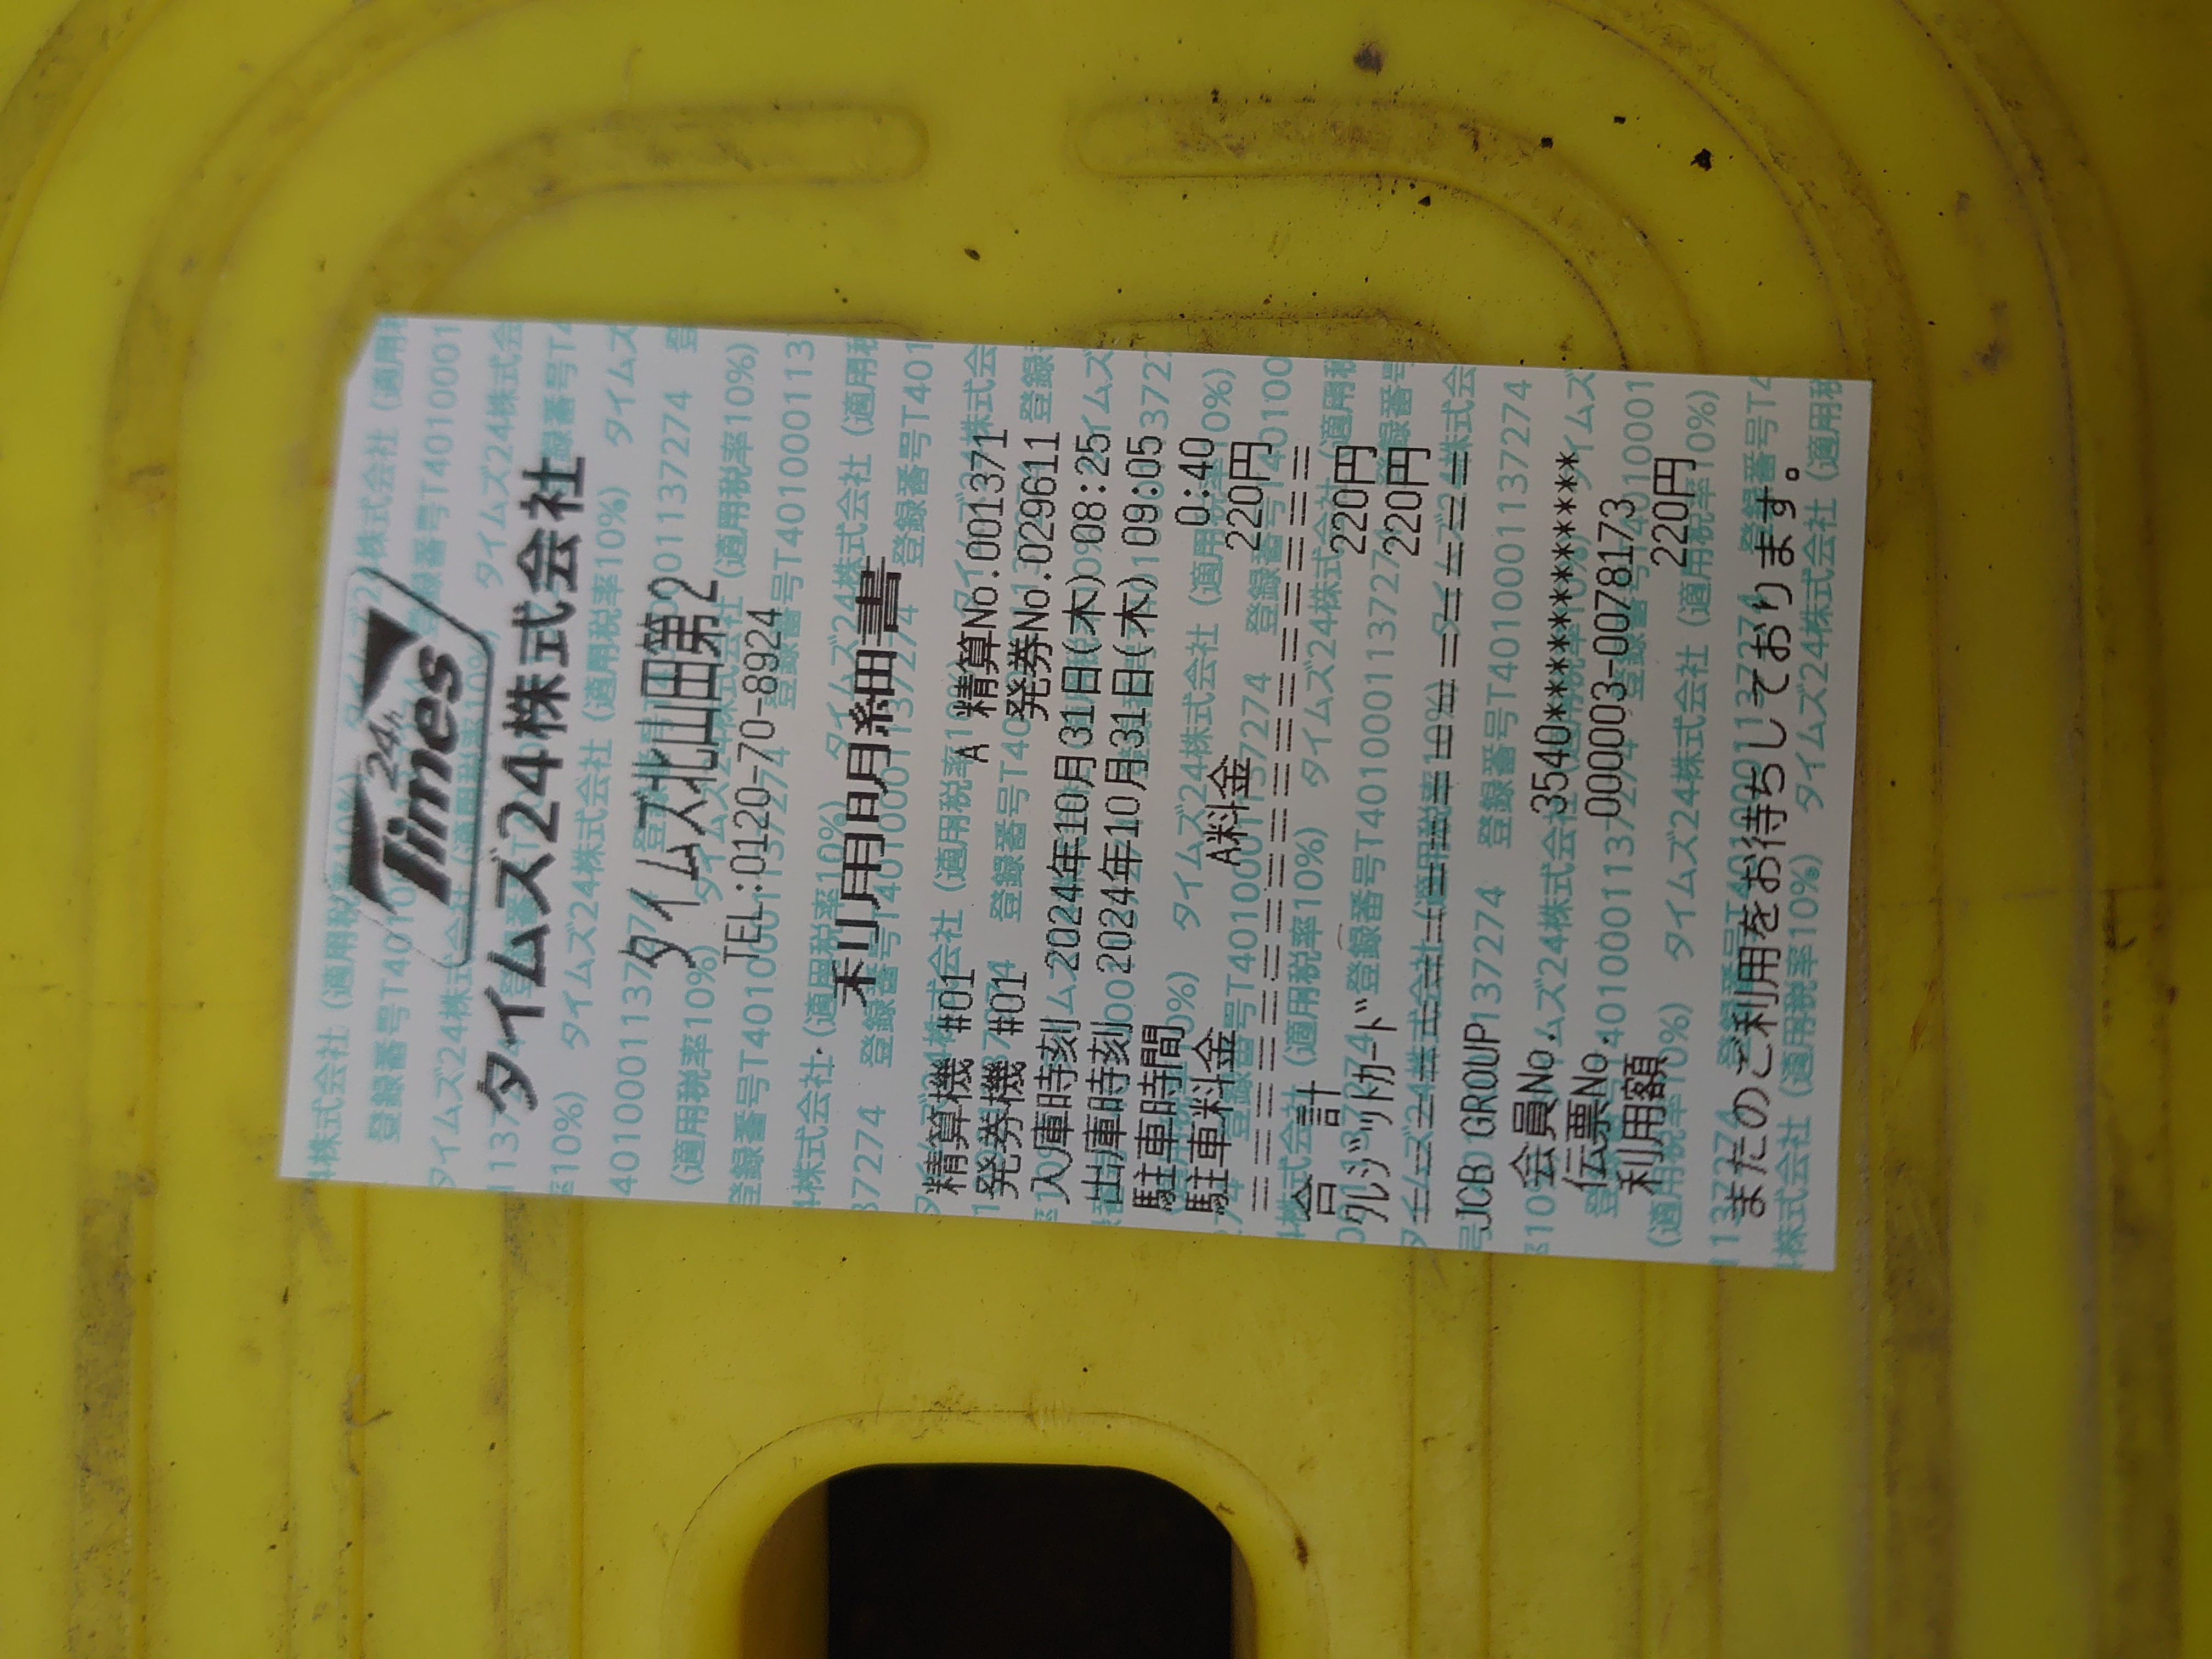 24h
Times
タイムズ24株式会社
タイムズ北山田第2
TEL:0120-70-8924
利用明細書
精算機 #01 A 精算No.001371
発券機 #01 発券No.029611
入庫時刻 2024年10月31日(木) 08:25
出庫時刻 2024年10月31日(木) 09:05
駐車時間 0:40
駐車料金 A料金 220円
==================
合 計 220円
クレジットカード 220円
==================
JCB GROUP
会員No. 3540************
伝票No. 000003-0078173
利用額 220円
またのご利用をお待ちしております。
タイムズ24株式会社 (適用税率10%)
登録番号T4010001137274